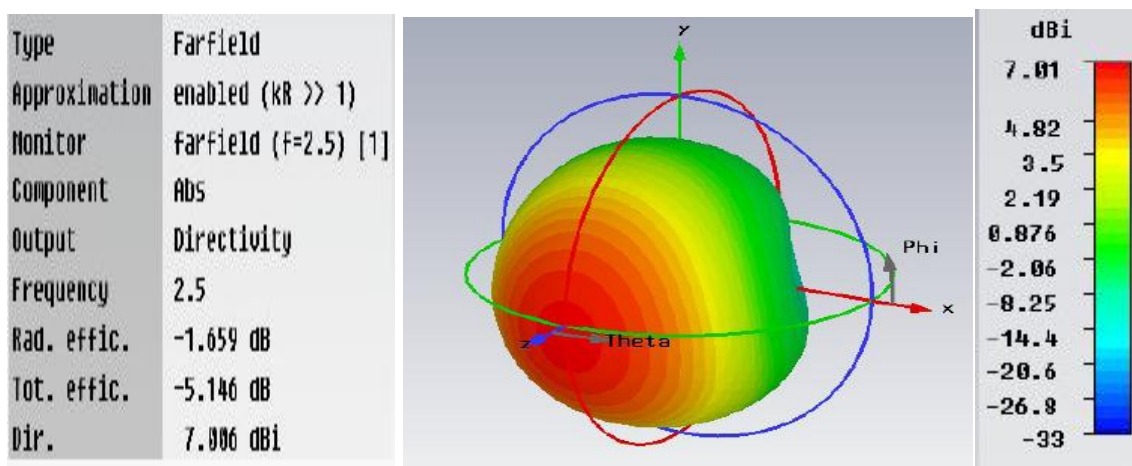 Type Farfield
Approximation enabled (kR >> 1)
Monitor farfield (f=2.5) [1]
Component Abs
Output Directivity
Frequency 2.5
Rad. effic. -1.659 dB
Tot. effic. -5.146 dB
Dir. 7.006 dBi
y
Phi
x
z
Theta
dBi
7.01
4.82
3.5
2.19
0.876
-2.06
-8.25
-14.4
-20.6
-26.8
-33